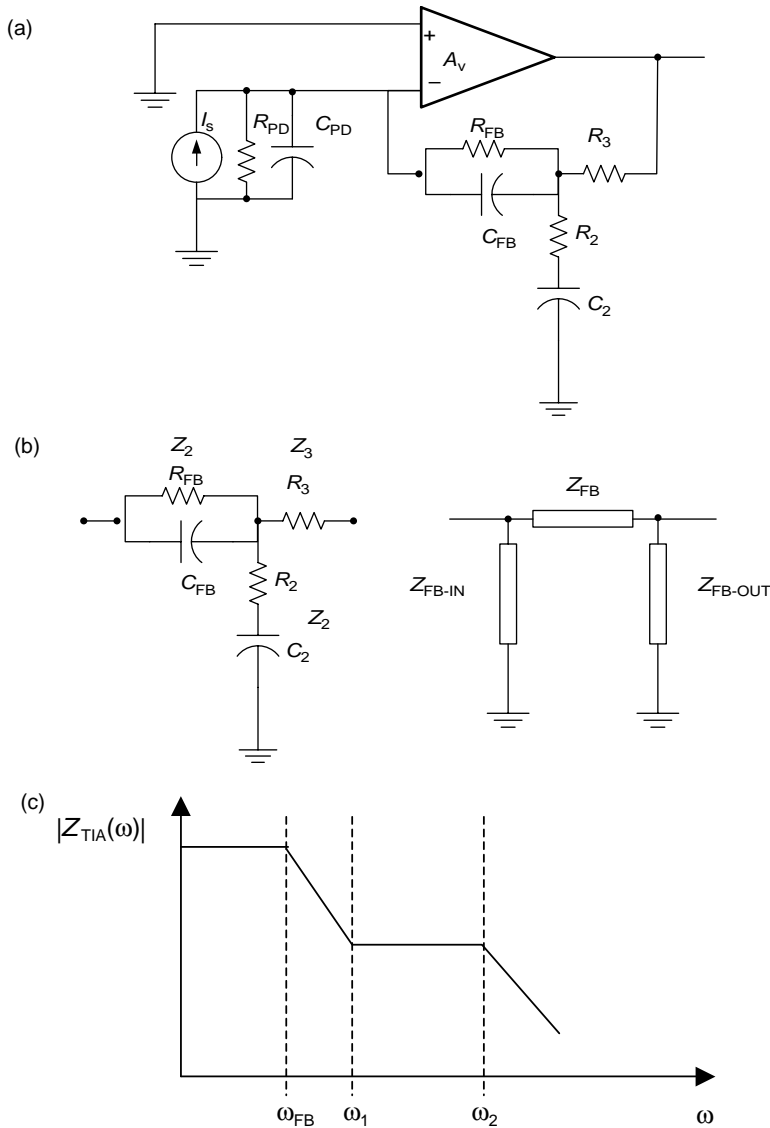 (a)
+
A_v
−
I_s
R_PD
C_PD
R_FB
R_3
C_FB
R_2
C_2
(b)
Z_2
Z_3
R_FB
R_3
C_FB
R_2
Z_2
C_2
Z_FB
Z_FB-IN
Z_FB-OUT
(c)
|Z_TIA(ω)|
ω_FB
ω_1
ω_2
ω